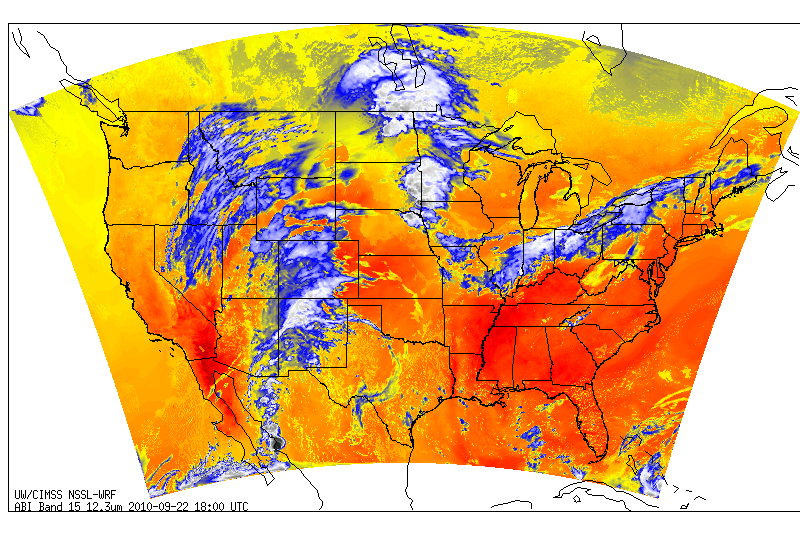 UW/CIMSS NSSL-WRF
ABI Band 15 12.3um 2010-09-22 18:00 UTC